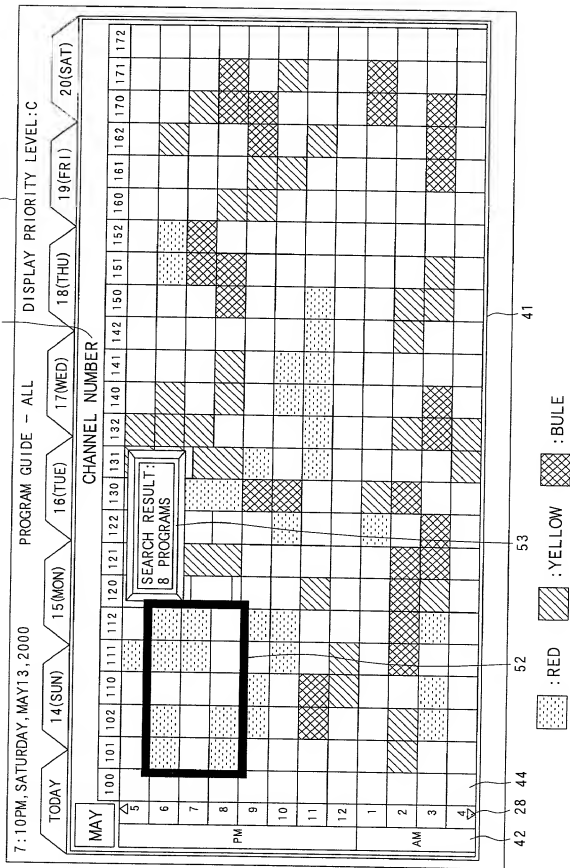 7:10PM, SATURDAY, MAY13, 2000 PROGRAM GUIDE - ALL DISPLAY PRIORITY LEVEL:C
TODAY 14(SUN) 15(MON) 16(TUE) 17(WED) 18(THU) 19(FRI) 20(SAT)
MAY CHANNEL NUMBER
100 101 102 110 111 112 120 121 122 130 131 132 140 141 142 150 151 152 160 161 162 170 171 172
SEARCH RESULT:
8 PROGRAMS
PM
5
6
7
8
9
10
11
12
AM
1
2
3
4
42 28 44 52 53 41
:RED :YELLOW :BULE